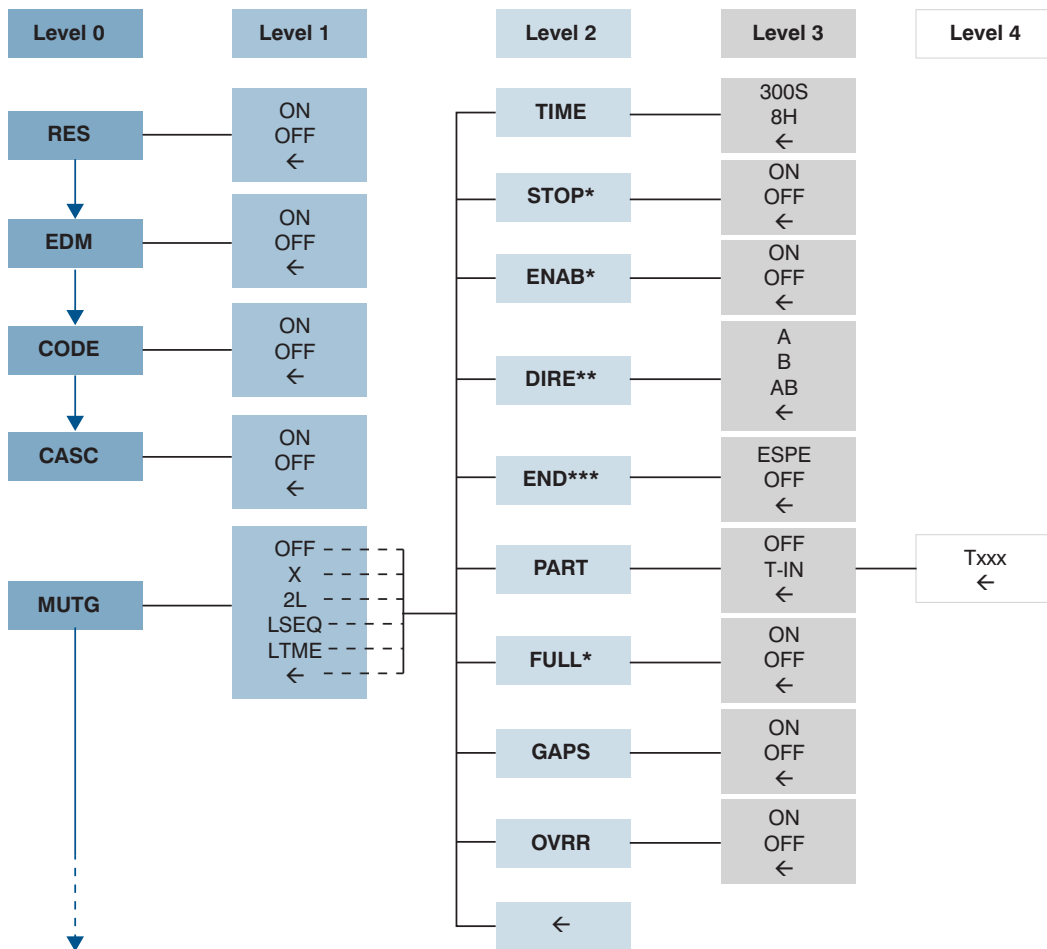 Level 0
Level 1
Level 2
Level 3
Level 4
RES
ON
OFF
←
EDM
ON
OFF
←
CODE
ON
OFF
←
CASC
ON
OFF
←
MUTG
OFF
X
2L
LSEQ
LTME
←
TIME
300S
8H
←
STOP*
ON
OFF
←
ENAB*
ON
OFF
←
DIRE**
A
B
AB
←
END***
ESPE
OFF
←
PART
OFF
T-IN
←
Txxx
←
FULL*
ON
OFF
←
GAPS
ON
OFF
←
OVRR
ON
OFF
←
←